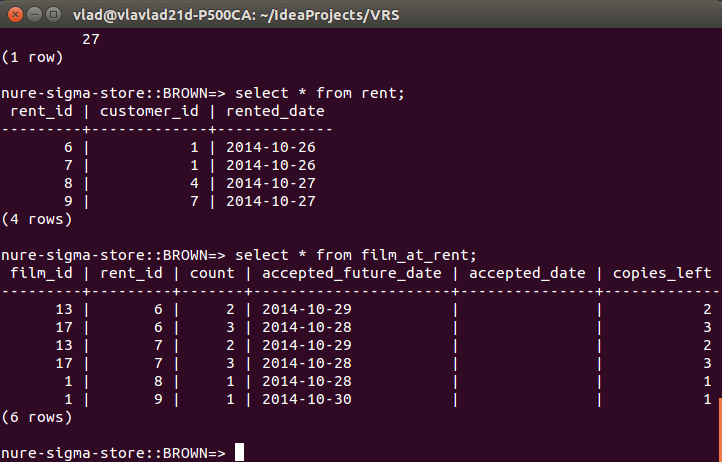 vlad@vlavlad21d-P500CA: ~/IdeaProjects/VRS
27
(1 row)
nure-sigma-store::BROWN=> select * from rent;
 rent_id | customer_id | rented_date
---------+-------------+-------------
       6 |           1 | 2014-10-26
       7 |           1 | 2014-10-26
       8 |           4 | 2014-10-27
       9 |           7 | 2014-10-27
(4 rows)
nure-sigma-store::BROWN=> select * from film_at_rent;
 film_id | rent_id | count | accepted_future_date | accepted_date | copies_left
---------+---------+-------+----------------------+---------------+-------------
      13 |       6 |     2 | 2014-10-29           |               |           2
      17 |       6 |     3 | 2014-10-28           |               |           3
      13 |       7 |     2 | 2014-10-29           |               |           2
      17 |       7 |     3 | 2014-10-28           |               |           3
       1 |       8 |     1 | 2014-10-28           |               |           1
       1 |       9 |     1 | 2014-10-30           |               |           1
(6 rows)
nure-sigma-store::BROWN=>